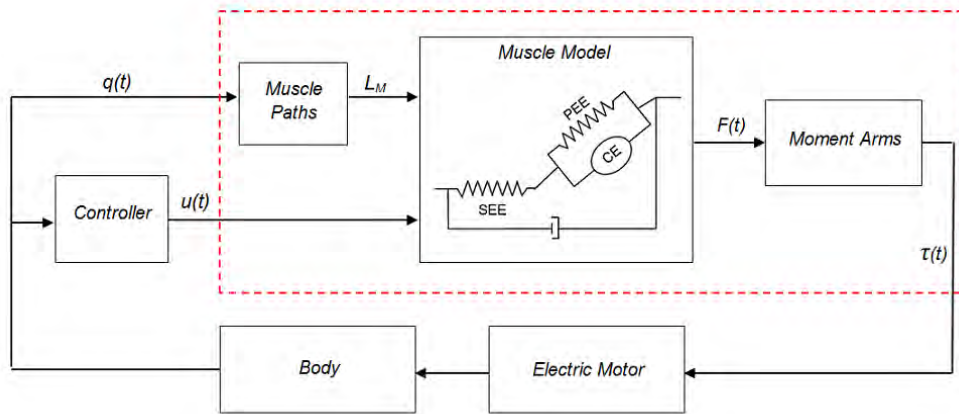 Muscle Model
q(t)
Muscle
Paths
L_M
PEE
CE
SEE
F(t)
Moment Arms
Controller
u(t)
τ(t)
Body
Electric Motor